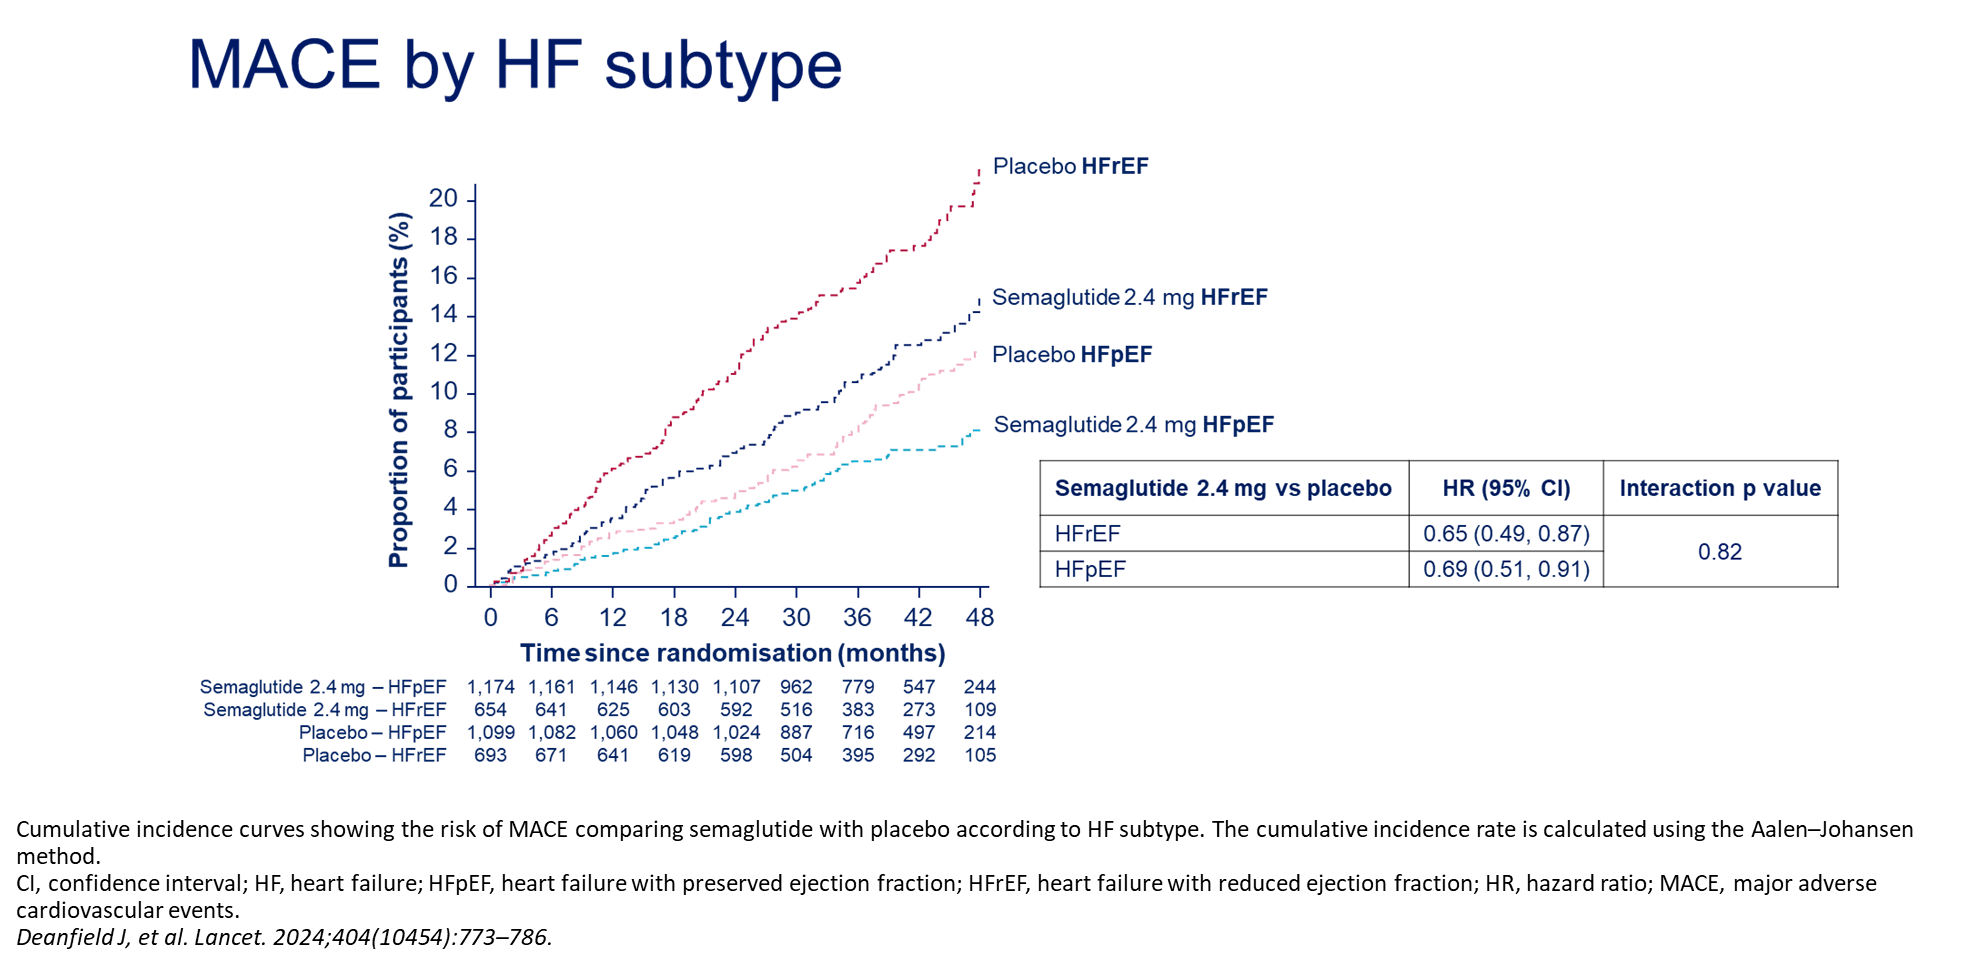 MACE by HF subtype
Placebo HFrEF
Semaglutide 2.4 mg HFrEF
Placebo HFpEF
Semaglutide 2.4 mg HFpEF
Proportion of participants (%)
20
18
16
14
12
10
8
6
4
2
0
0 6 12 18 24 30 36 42 48
Time since randomisation (months)
Semaglutide 2.4 mg vs placebo HR (95% CI) Interaction p value
HFrEF 0.65 (0.49, 0.87)
0.82
HFpEF 0.69 (0.51, 0.91)
Semaglutide 2.4 mg – HFpEF 1,174 1,161 1,146 1,130 1,107 962 779 547 244
Semaglutide 2.4 mg – HFrEF 654 641 625 603 592 516 383 273 109
Placebo – HFpEF 1,099 1,082 1,060 1,048 1,024 887 716 497 214
Placebo – HFrEF 693 671 641 619 598 504 395 292 105
Cumulative incidence curves showing the risk of MACE comparing semaglutide with placebo according to HF subtype. The cumulative incidence rate is calculated using the Aalen–Johansen
method.
CI, confidence interval; HF, heart failure; HFpEF, heart failure with preserved ejection fraction; HFrEF, heart failure with reduced ejection fraction; HR, hazard ratio; MACE, major adverse
cardiovascular events.
Deanfield J, et al. Lancet. 2024;404(10454):773–786.